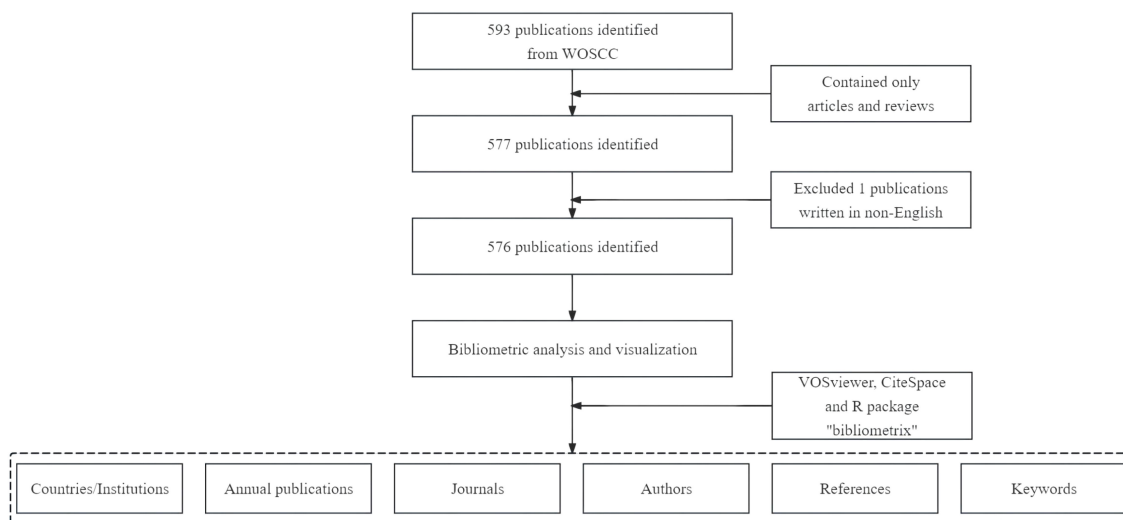 593 publications identified
from WOSCC
Contained only
articles and reviews
577 publications identified
Excluded 1 publications
written in non-English
576 publications identified
Bibliometric analysis and visualization
VOSviewer, CiteSpace
and R package
"bibliometrix"
Countries/Institutions
Annual publications
Journals
Authors
References
Keywords